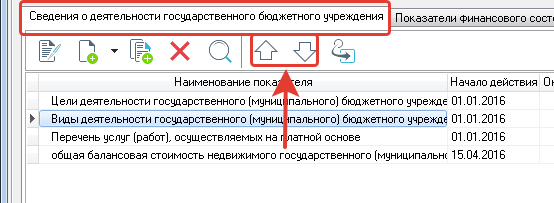 Сведения о деятельности государственного бюджетного учреждения
Показатели финансового сост
Наименование показателя Начало действия Ок
Цели деятельности государственного (муниципального) бюджетного учрежде 01.01.2016
Виды деятельности государственного (муниципального) бюджетного учрежде 01.01.2016
Перечень услуг (работ), осуществляемых на платной основе 01.01.2016
общая балансовая стоимость недвижимого государственного (муниципально 15.04.2016